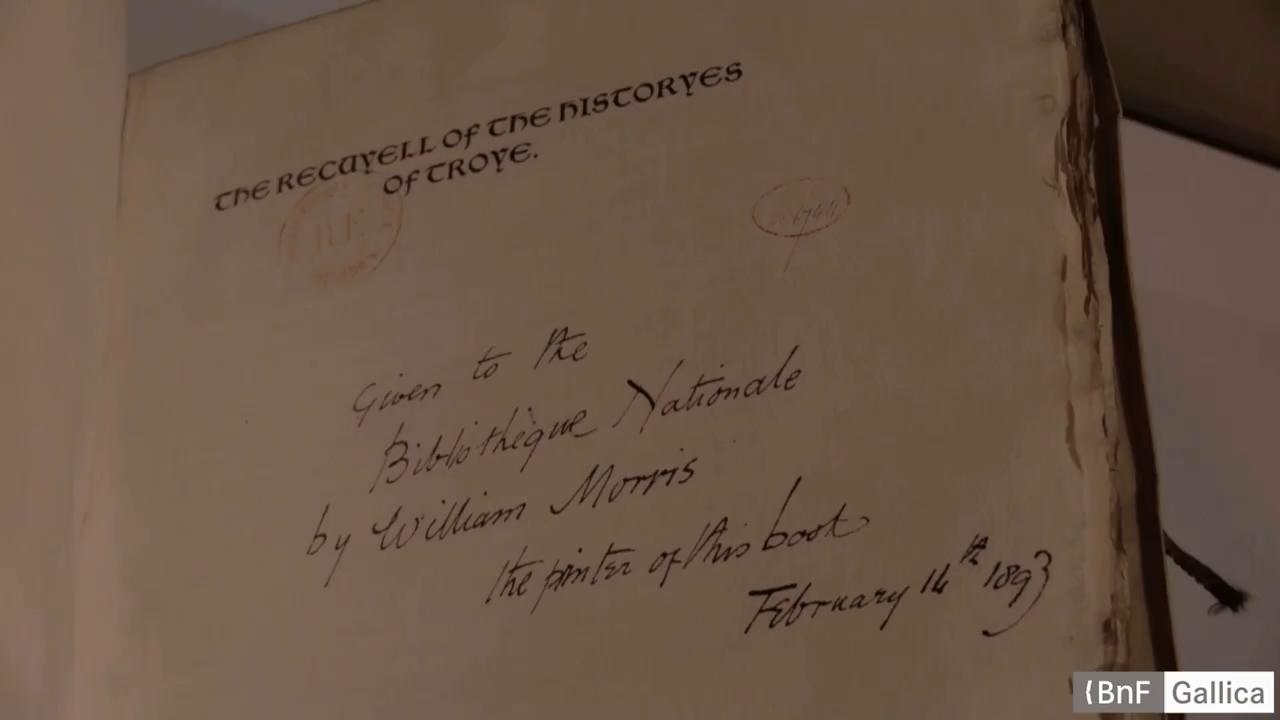 THE RECUYELL OF THE HISTORYES
OF TROYE.
Given to the
Bibliothèque Nationale
by William Morris
the printer of this book
February 14th 1893
BnF Gallica